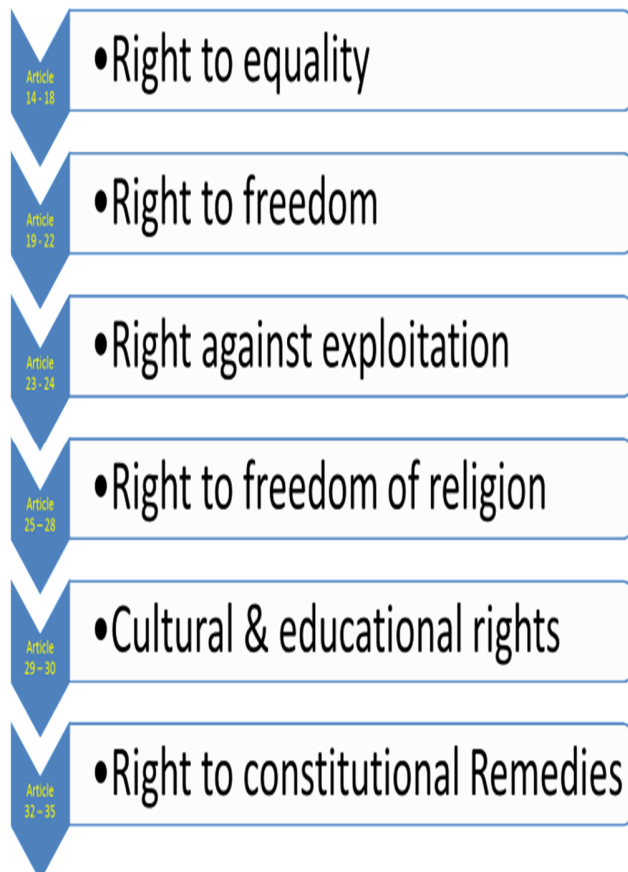 Article
14 - 18
•Right to equality
Article
19 - 22
•Right to freedom
Article
23 - 24
•Right against exploitation
Article
25 – 28
•Right to freedom of religion
Article
29 – 30
•Cultural & educational rights
Article
32 – 35
•Right to constitutional Remedies